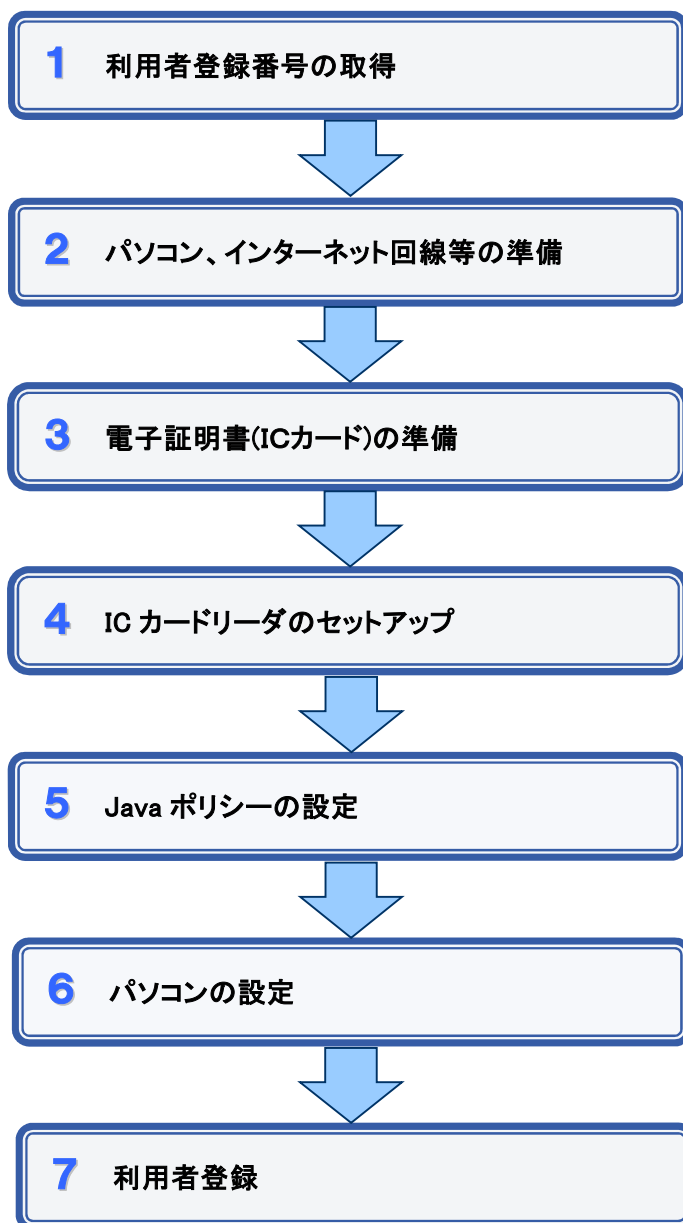 1 利用者登録番号の取得
2 パソコン、インターネット回線等の準備
3 電子証明書(ICカード)の準備
4 IC カードリーダのセットアップ
5 Java ポリシーの設定
6 パソコンの設定
7 利用者登録